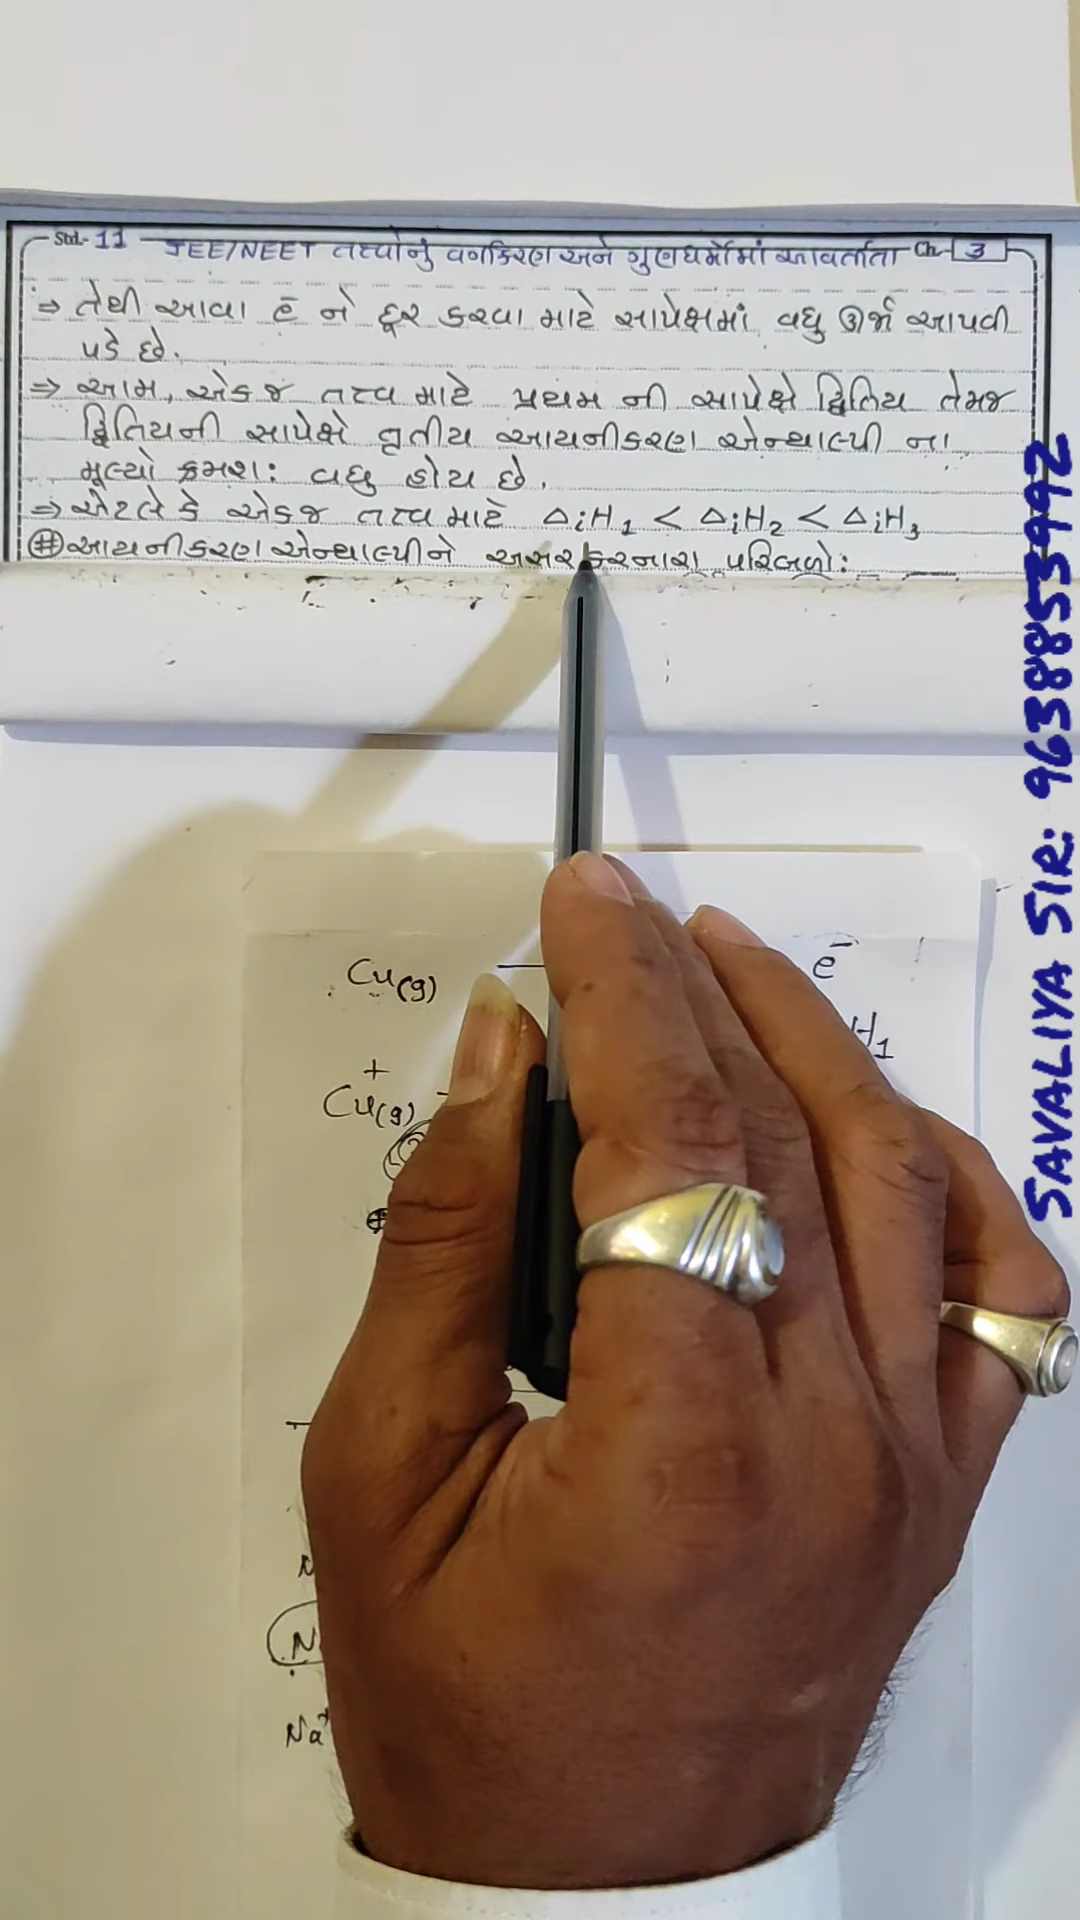 Std.- 11 JEE/NEET તત્ત્વોનું વર્ગીકરણ અને ગુણધર્મોમાં આવર્તતા Ch.- 3
⇒ તેથી આવા ē ને દૂર કરવા માટે સાપેક્ષમાં વધુ ઊર્જા આપવી
પડે છે.
⇒ આમ, એકજ તત્વ માટે પ્રથમ ની સાપેક્ષે દ્વિતિય તેમજ
દ્વિતિયની સાપેક્ષે તૃતીય આયનીકરણ એન્થાલ્પી ના
મૂલ્યો ક્રમશઃ વધુ હોય છે.
⇒ એટલે કે એકજ તત્વ માટે ΔiH1 < ΔiH2 < ΔiH3
# આયનીકરણ એન્થાલ્પીને અસર કરનારા પરિબળો:
SAVALIYA SIR: 9638853992
Cu(g) ē
H1
Cu+(g)
N
Na+